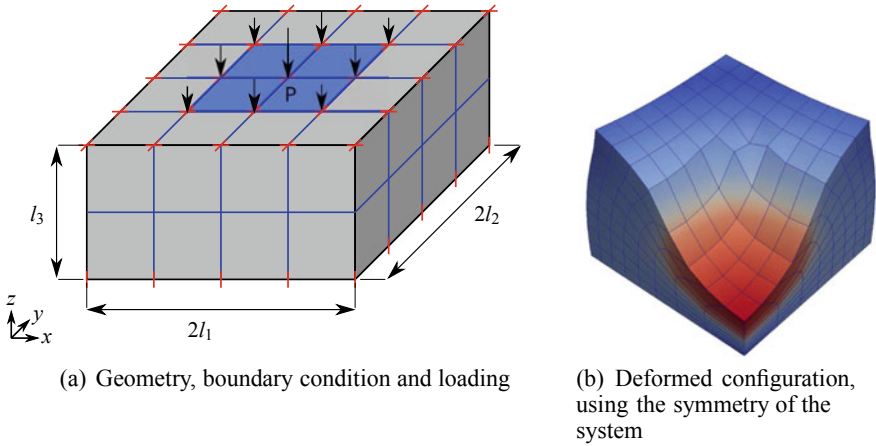 P
l3
2l2
z
y
x
2l1
(a) Geometry, boundary condition and loading
(b) Deformed configuration,
using the symmetry of the
system